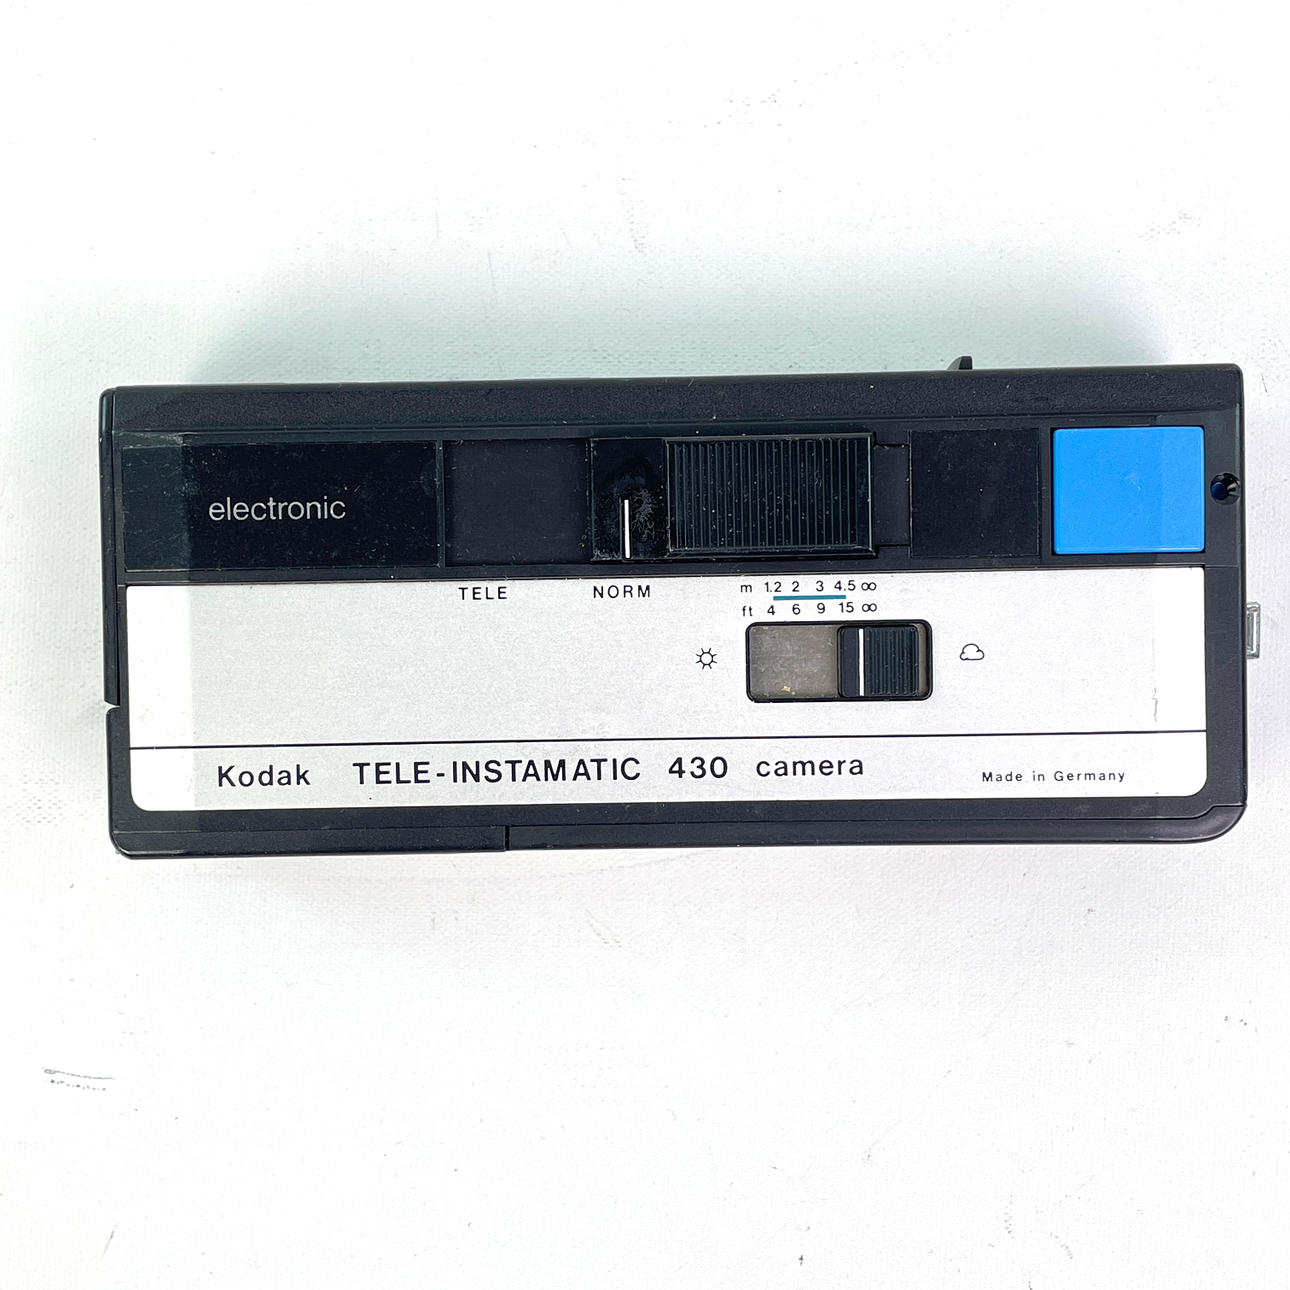 electronic
TELE NORM
m 1.2 2 3 4.5 ∞
ft 4 6 9 15 ∞
Kodak TELE-INSTAMATIC 430 camera
Made in Germany